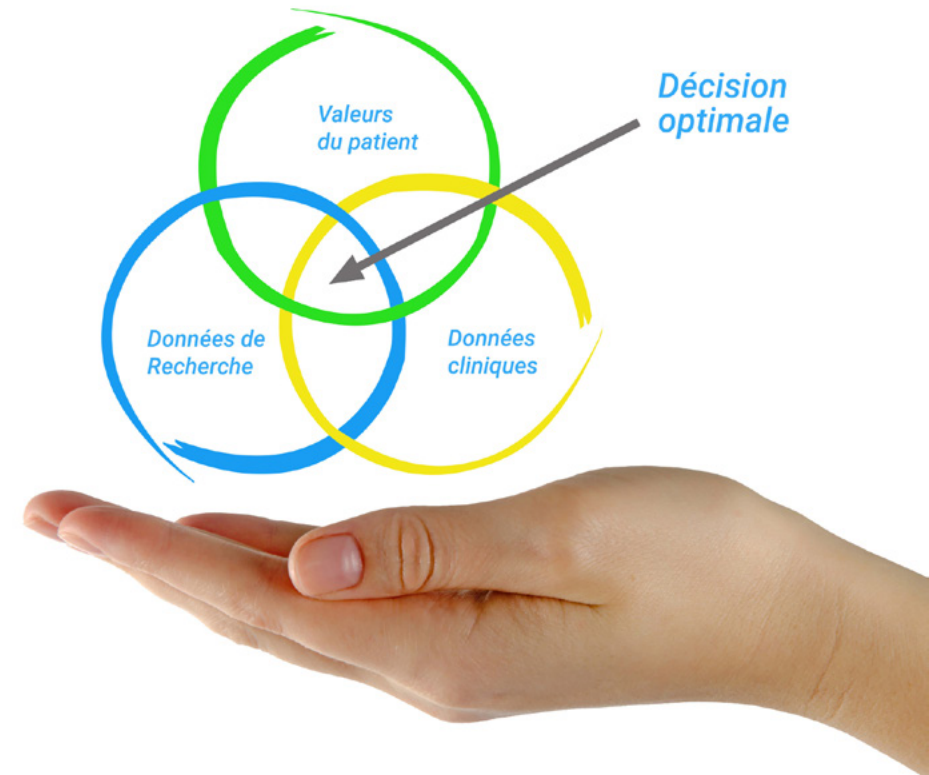 Valeurs
du patient
Décision
optimale
Données de
Recherche
Données
cliniques